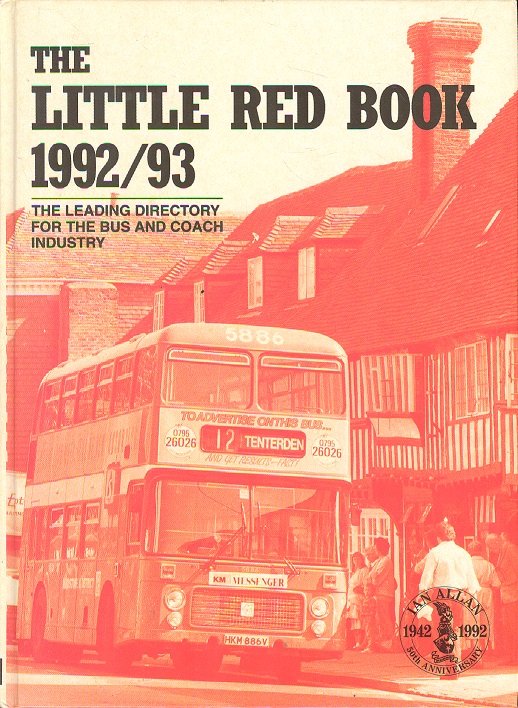 THE
LITTLE RED BOOK
1992/93
THE LEADING DIRECTORY
FOR THE BUS AND COACH
INDUSTRY
5886
TO ADVERTISE ON THIS BUS...
0795
26026
12 TENTERDEN
0795
26026
AND GET RESULTS - FAST!
KM MESSENGER
HKM 886V
IAN ALLAN
1942 1992
50th ANNIVERSARY